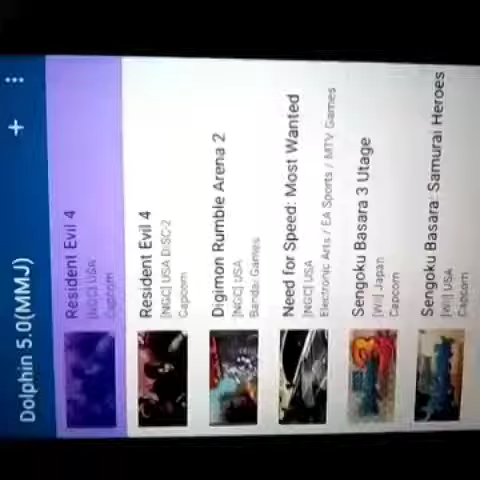 Dolphin 5.0(MMJ)
Resident Evil 4
[NGC] USA
Capcom
Resident Evil 4
[NGC] USA DISC-2
Capcom
Digimon Rumble Arena 2
[NGC] USA
Bandai Games
Need for Speed: Most Wanted
[NGC] USA
Electronic Arts / EA Sports / MTV Games
Sengoku Basara 3 Utage
[Wii] Japan
Capcom
Sengoku Basara: Samurai Heroes
[Wii] USA
Capcom